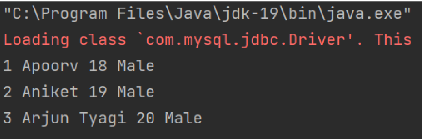 "C:\Program Files\Java\jdk-19\bin\java.exe"
Loading class `com.mysql.jdbc.Driver'. This
1 Apoorv 18 Male
2 Aniket 19 Male
3 Arjun Tyagi 20 Male